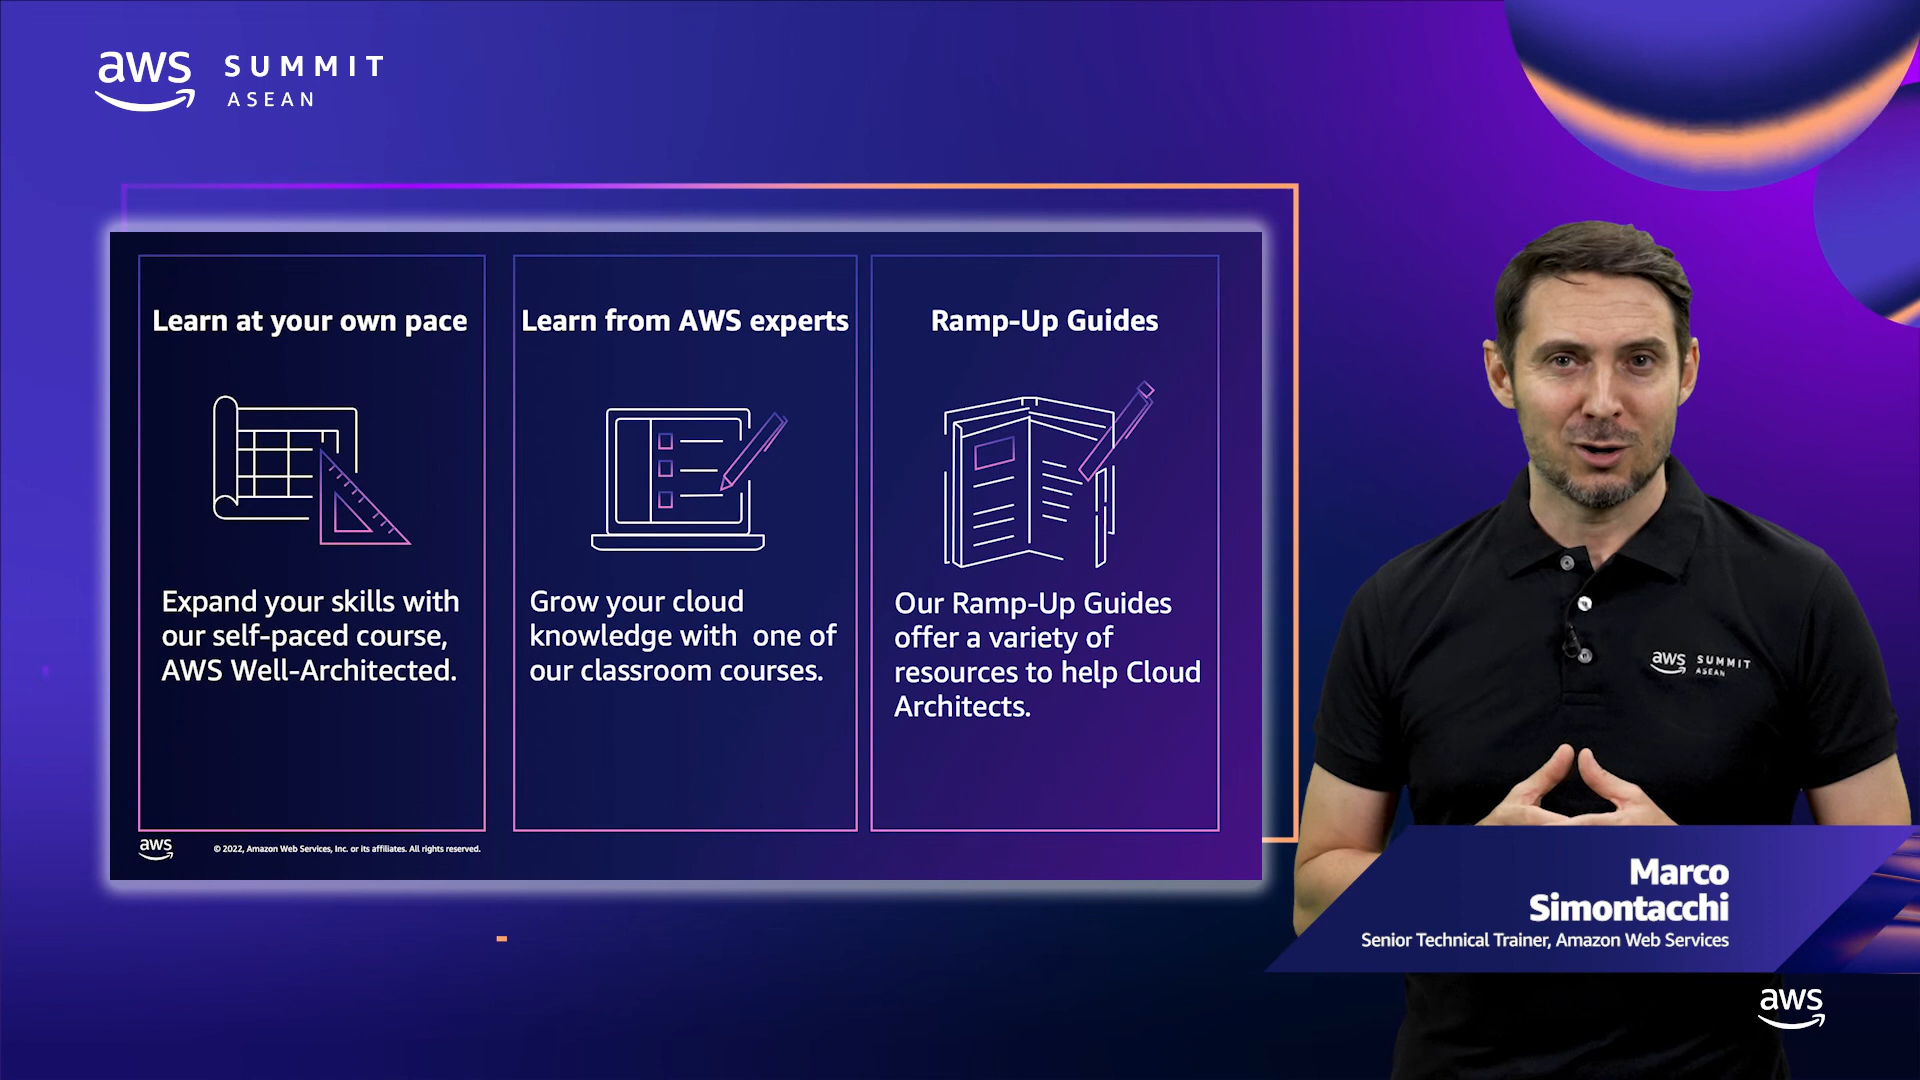 aws SUMMIT
ASEAN
Learn at your own pace
Expand your skills with
our self-paced course,
AWS Well-Architected.
Learn from AWS experts
Grow your cloud
knowledge with  one of
our classroom courses.
Ramp-Up Guides
Our Ramp-Up Guides
offer a variety of
resources to help Cloud
Architects.
aws
© 2022, Amazon Web Services, Inc. or its affiliates. All rights reserved.
aws SUMMIT
ASEAN
Marco
Simontacchi
Senior Technical Trainer, Amazon Web Services
aws